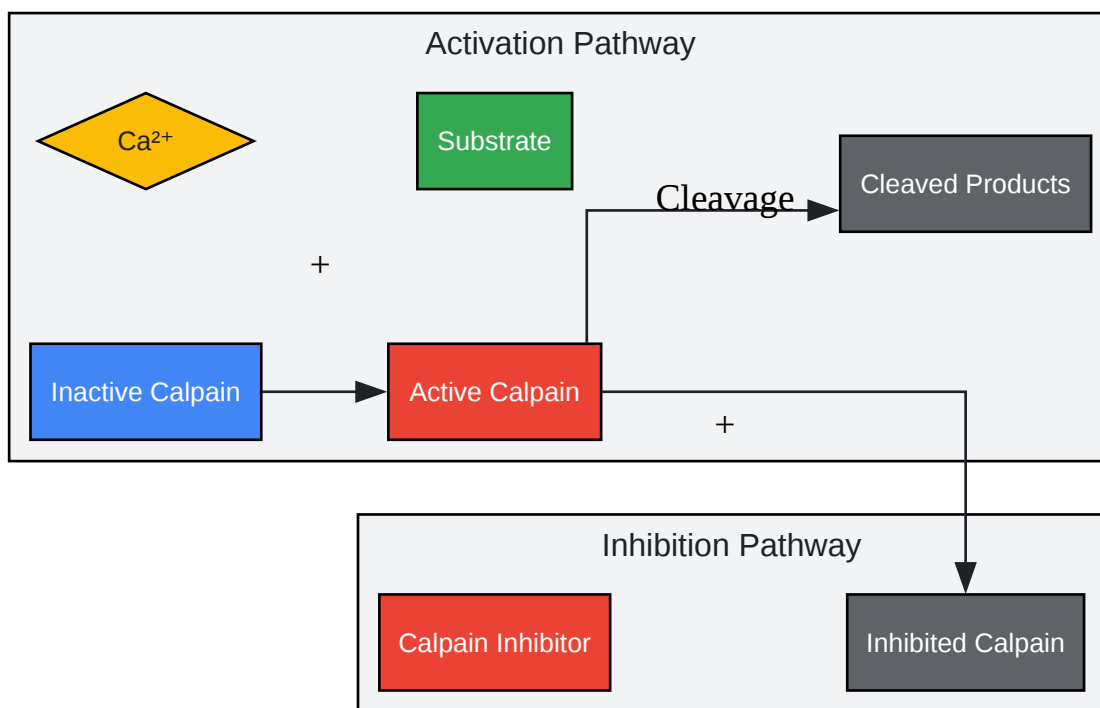 Activation Pathway
Ca²⁺
Substrate
Cleaved Products
Cleavage
+
Inactive Calpain
Active Calpain
+
Inhibition Pathway
Calpain Inhibitor
Inhibited Calpain